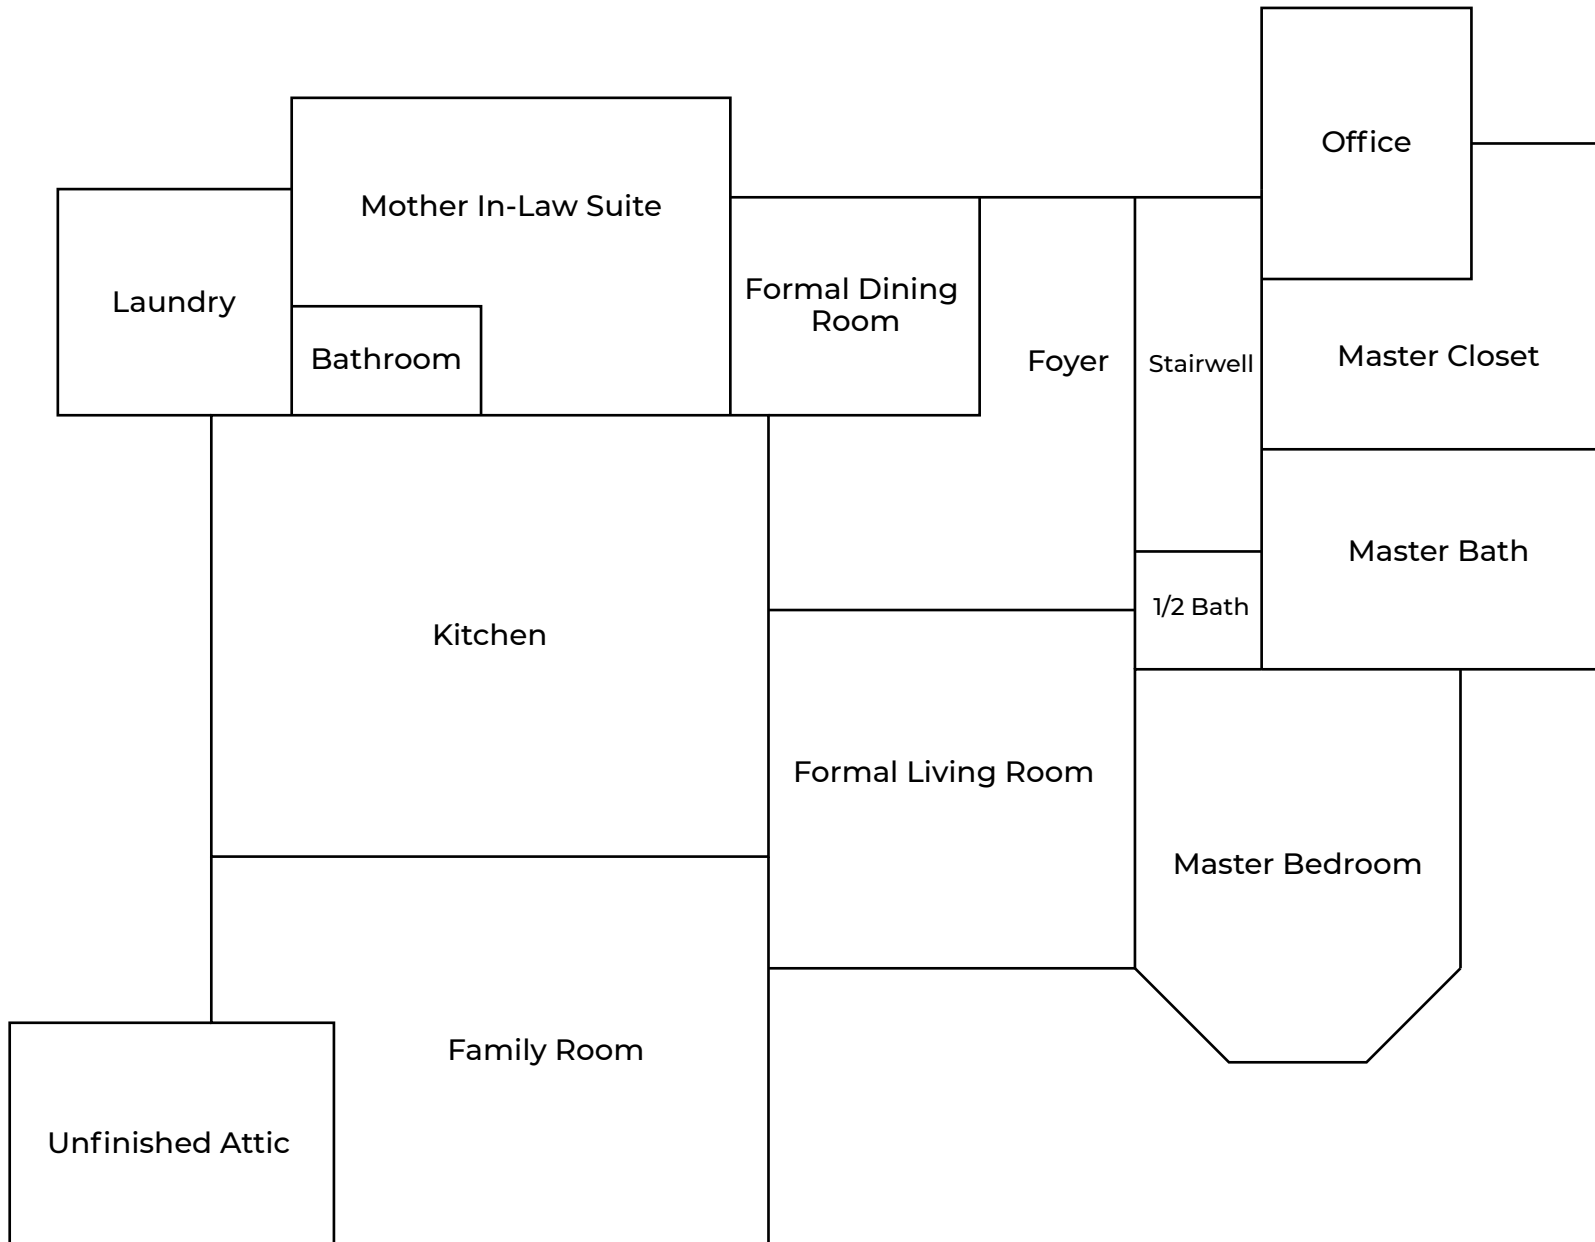 Office
Mother In-Law Suite
Laundry
Formal Dining
Room
Bathroom
Foyer
Stairwell
Master Closet
Master Bath
1/2 Bath
Kitchen
Formal Living Room
Master Bedroom
Family Room
Unfinished Attic